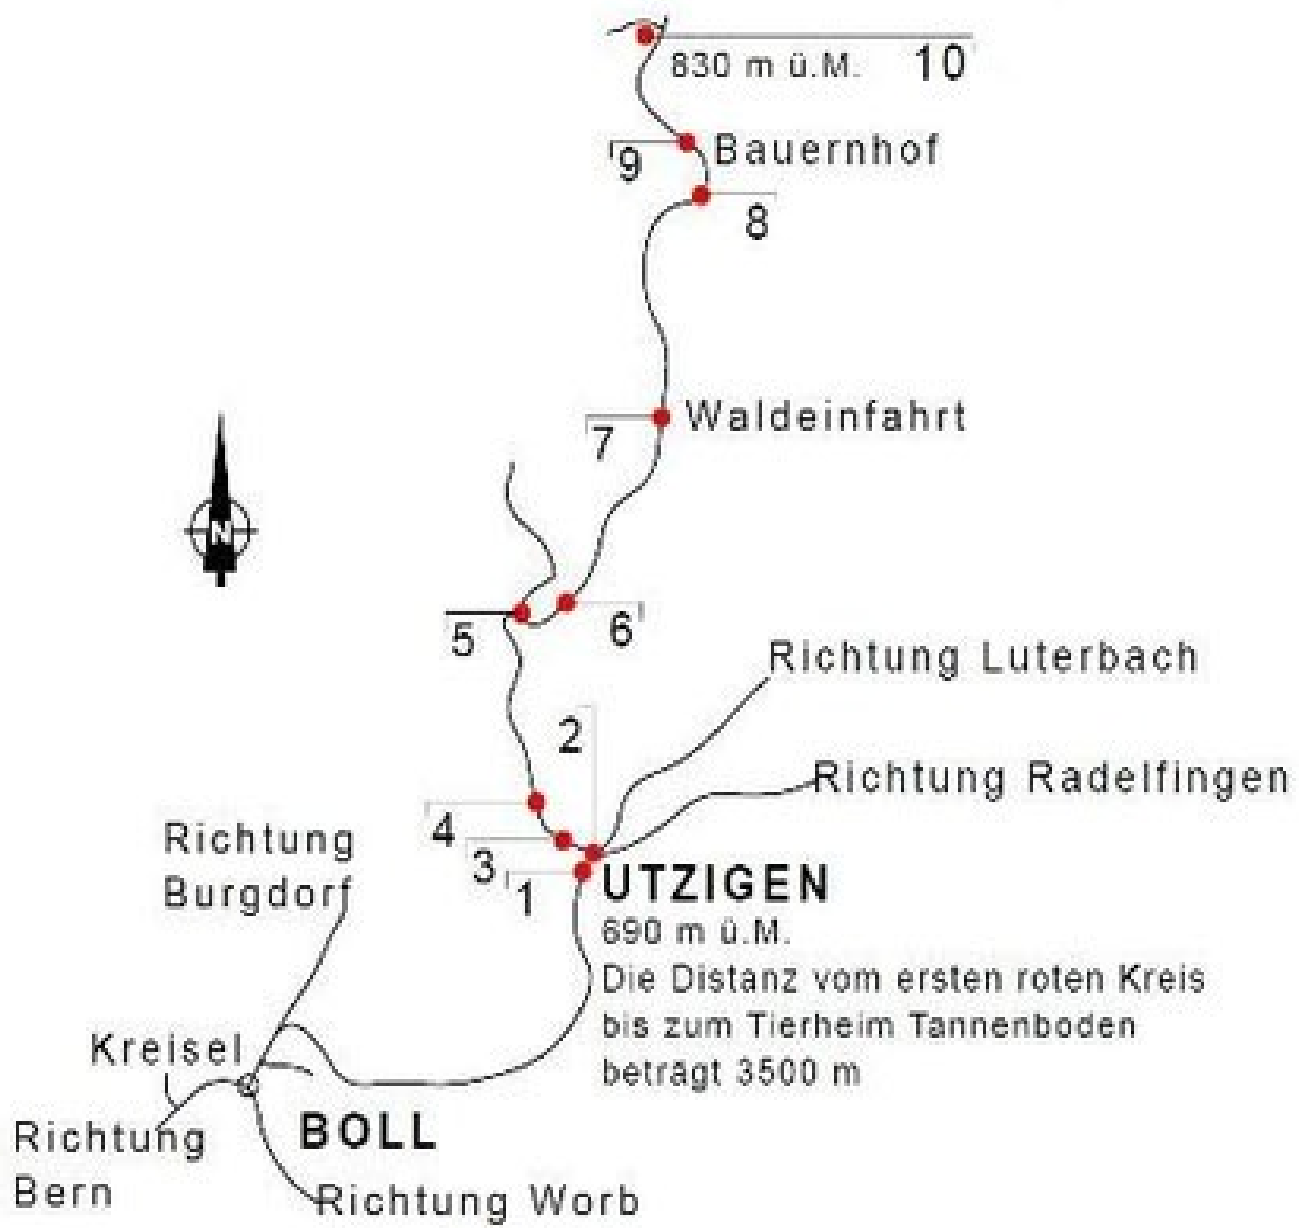 830 m ü.M. 10
9 Bauernhof
8
7 Waldeinfahrt
N
5
6
Richtung Luterbach
2
Richtung Radelfingen
4
3
1
UTZIGEN
690 m ü.M.
Die Distanz vom ersten roten Kreis
bis zum Tierheim Tannenboden
beträgt 3500 m
Richtung
Burgdorf
Kreisel
Richtung
Bern
BOLL
Richtung Worb